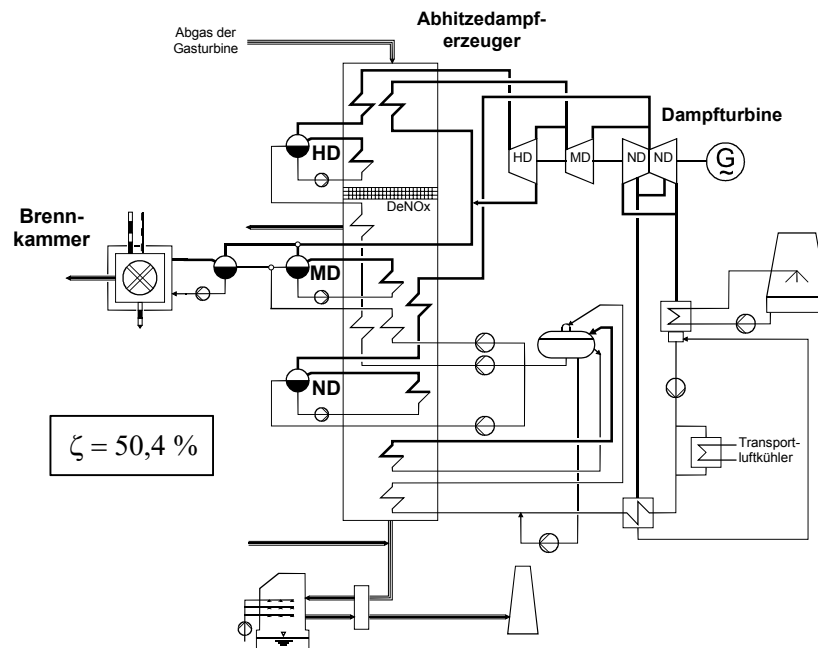 Abgas der
Gasturbine
Abhitzedampf-
erzeuger
Dampfturbine
HD
HD
MD
ND
ND
G
~
DeNOx
Brenn-
kammer
MD
ND
ζ = 50,4 %
Transport-
luftkühler